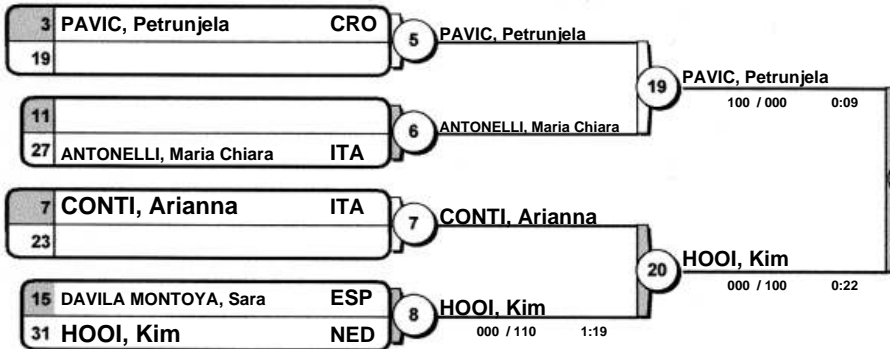 3 PAVIC, Petrunjela CRO
19
5 PAVIC, Petrunjela
11
27 ANTONELLI, Maria Chiara ITA
6 ANTONELLI, Maria Chiara
19 PAVIC, Petrunjela
100 / 000 0:09
7 CONTI, Arianna ITA
23
7 CONTI, Arianna
15 DAVILA MONTOYA, Sara ESP
31 HOOI, Kim NED
8 HOOI, Kim
000 / 110 1:19
20 HOOI, Kim
000 / 100 0:22